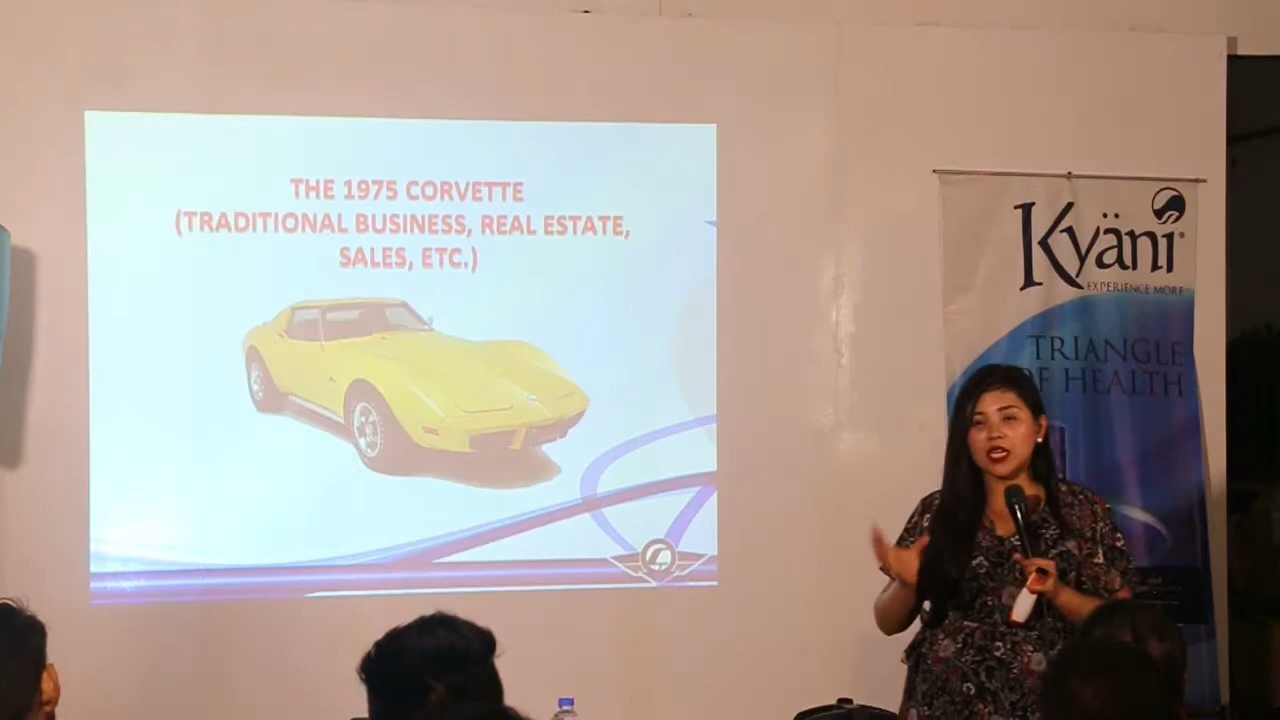 THE 1975 CORVETTE
(TRADITIONAL BUSINESS, REAL ESTATE,
SALES, ETC.)
Kyäni®
EXPERIENCE MORE
TRIANGLE
OF HEALTH